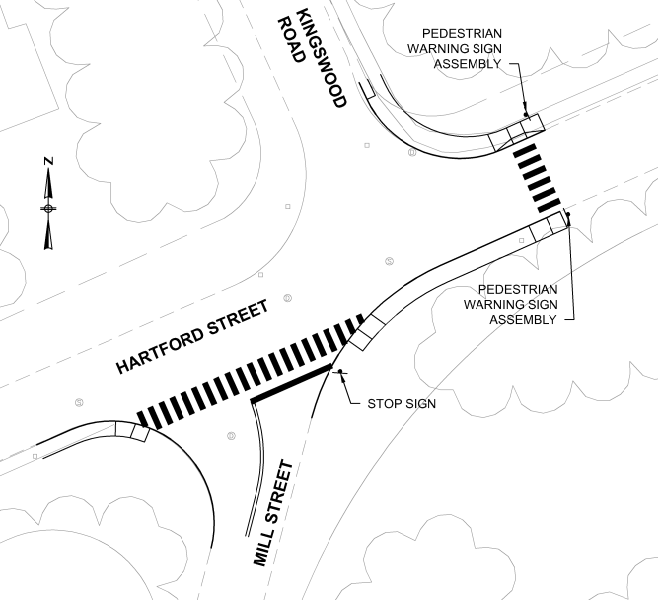 PEDESTRIAN
WARNING SIGN
ASSEMBLY
KINGSWOOD
ROAD
N
PEDESTRIAN
WARNING SIGN
ASSEMBLY
HARTFORD STREET
STOP SIGN
MILL STREET